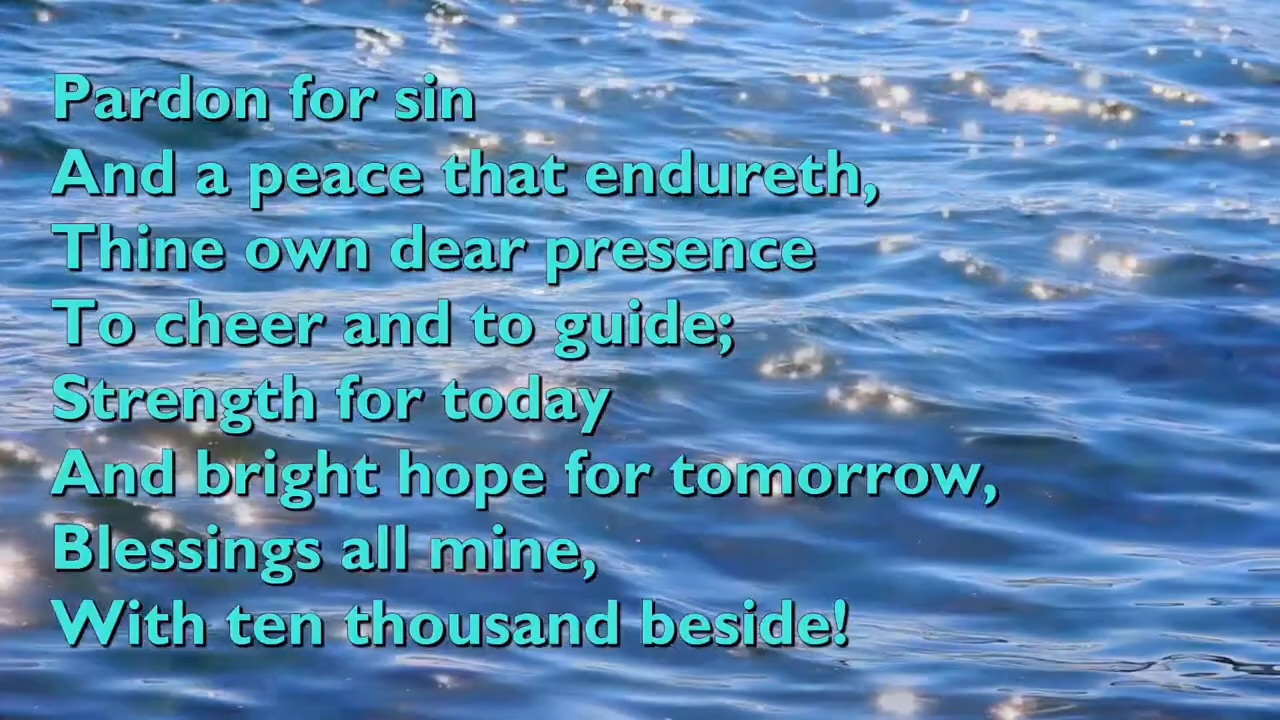 Pardon for sin
And a peace that endureth,
Thine own dear presence
To cheer and to guide;
Strength for today
And bright hope for tomorrow,
Blessings all mine,
With ten thousand beside!